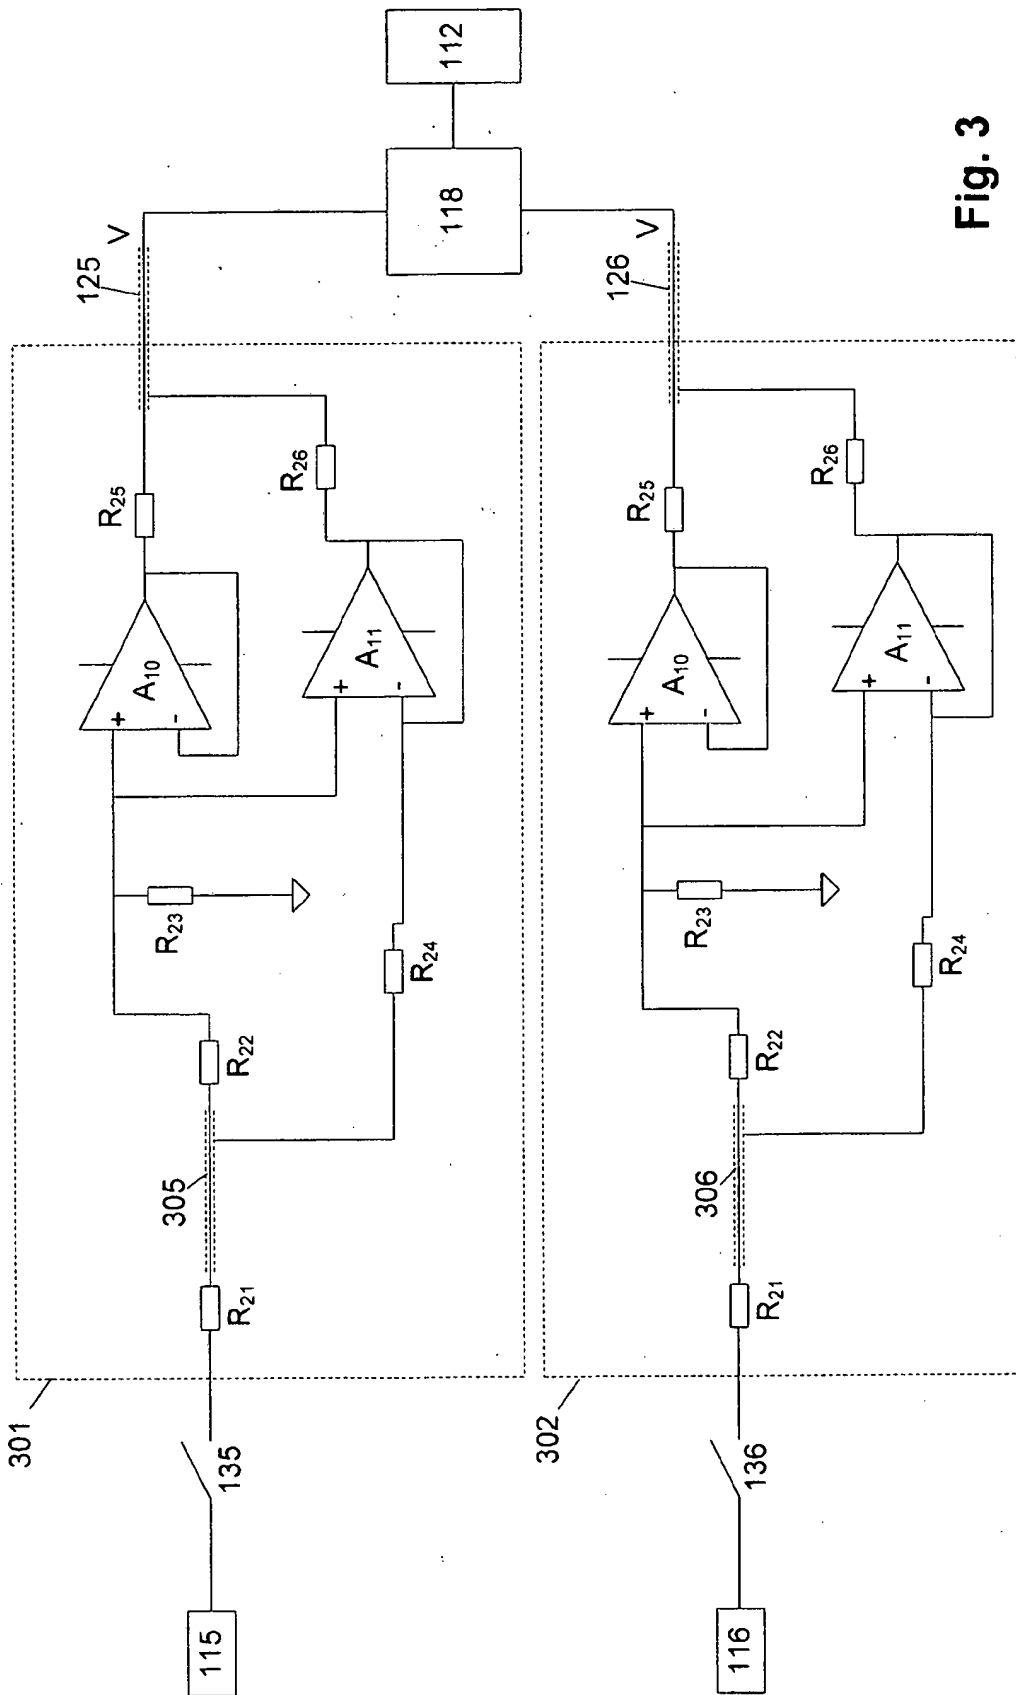 301
115
135
R21
305
R22
R23
R24
+
-
A10
+
-
A11
R25
R26
125
V
302
116
136
R21
306
R22
R23
R24
+
-
A10
+
-
A11
R25
R26
126
V
118
112
Fig. 3